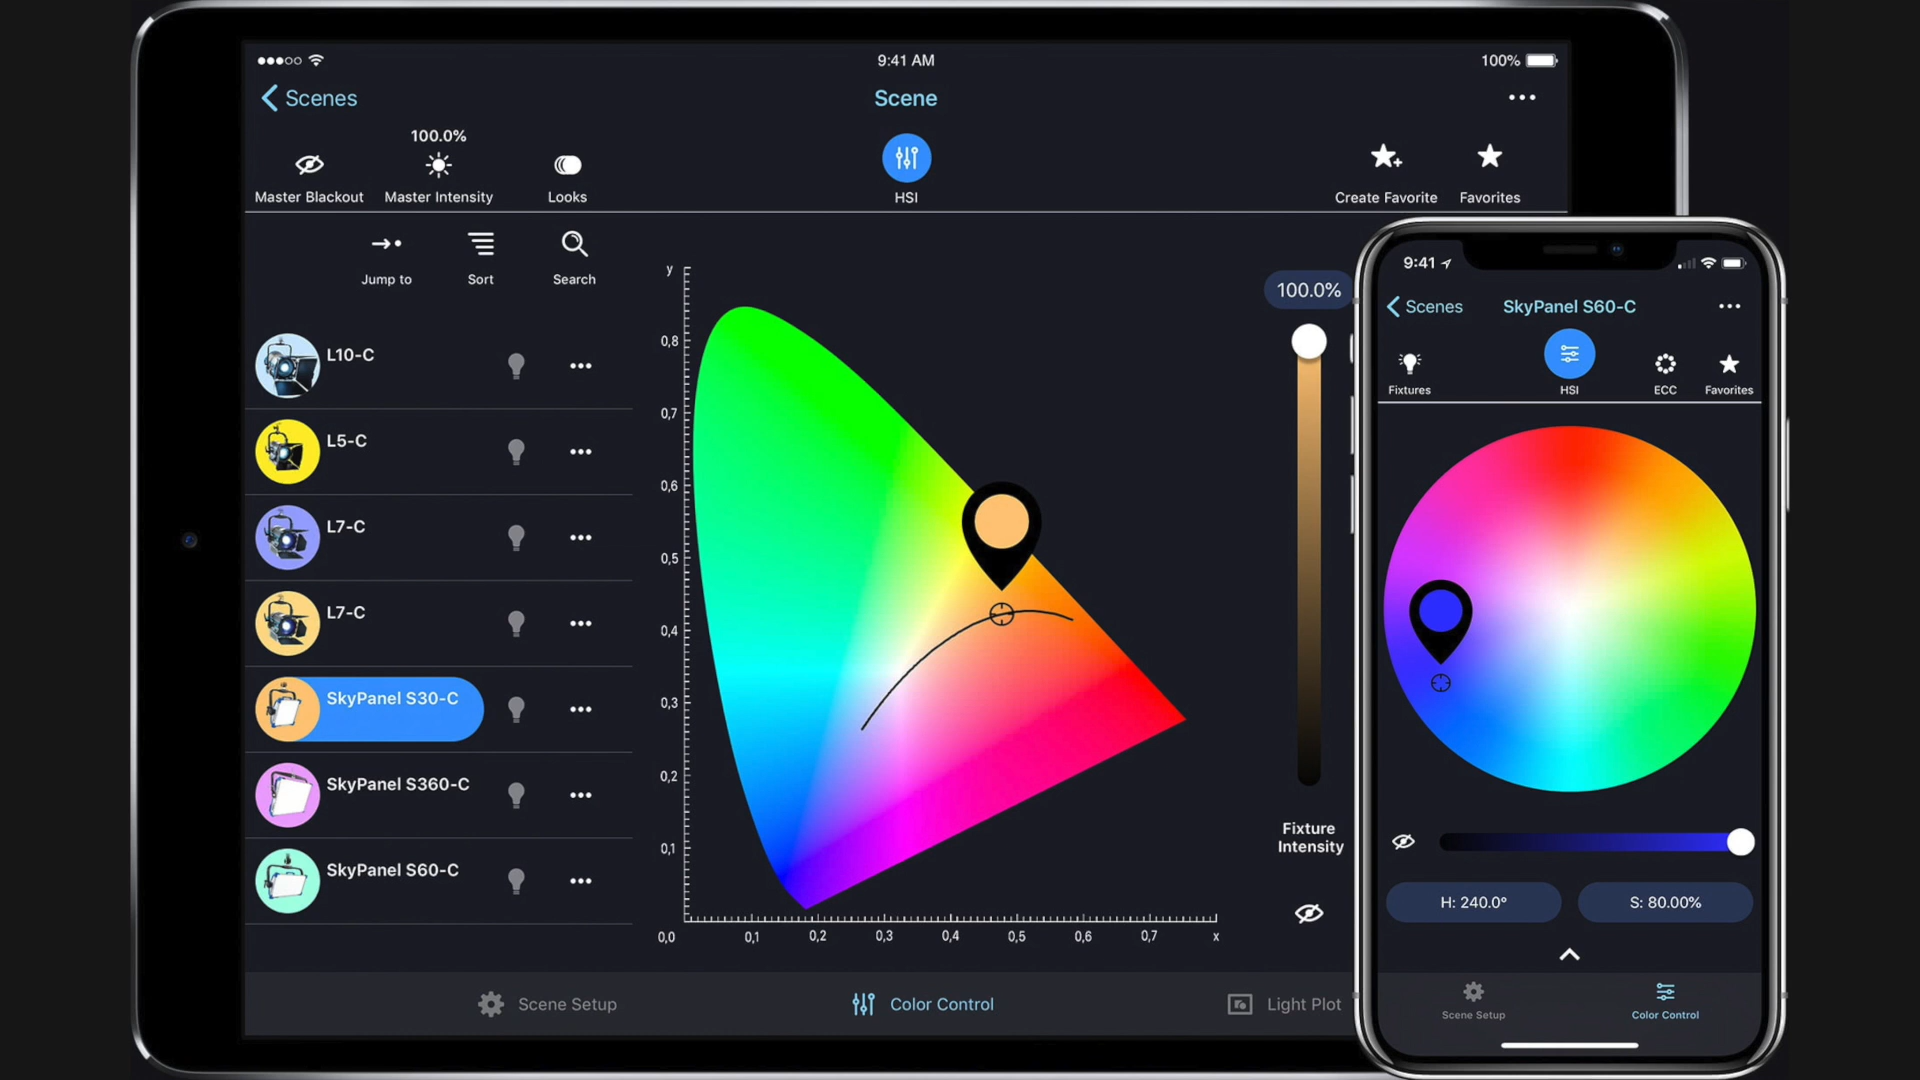 9:41 AM
100%
Scenes
Scene
100.0%
Master Blackout
Master Intensity
Looks
HSI
Create Favorite
Favorites
Jump to
Sort
Search
L10-C
L5-C
L7-C
L7-C
SkyPanel S30-C
SkyPanel S360-C
SkyPanel S60-C
y
0,8
0,7
0,6
0,5
0,4
0,3
0,2
0,1
0,0
0,1
0,2
0,3
0,4
0,5
0,6
0,7
x
100.0%
Fixture
Intensity
Scene Setup
Color Control
Light Plot
9:41
Scenes
SkyPanel S60-C
Fixtures
HSI
ECC
Favorites
H: 240.0°
S: 80.00%
Scene Setup
Color Control